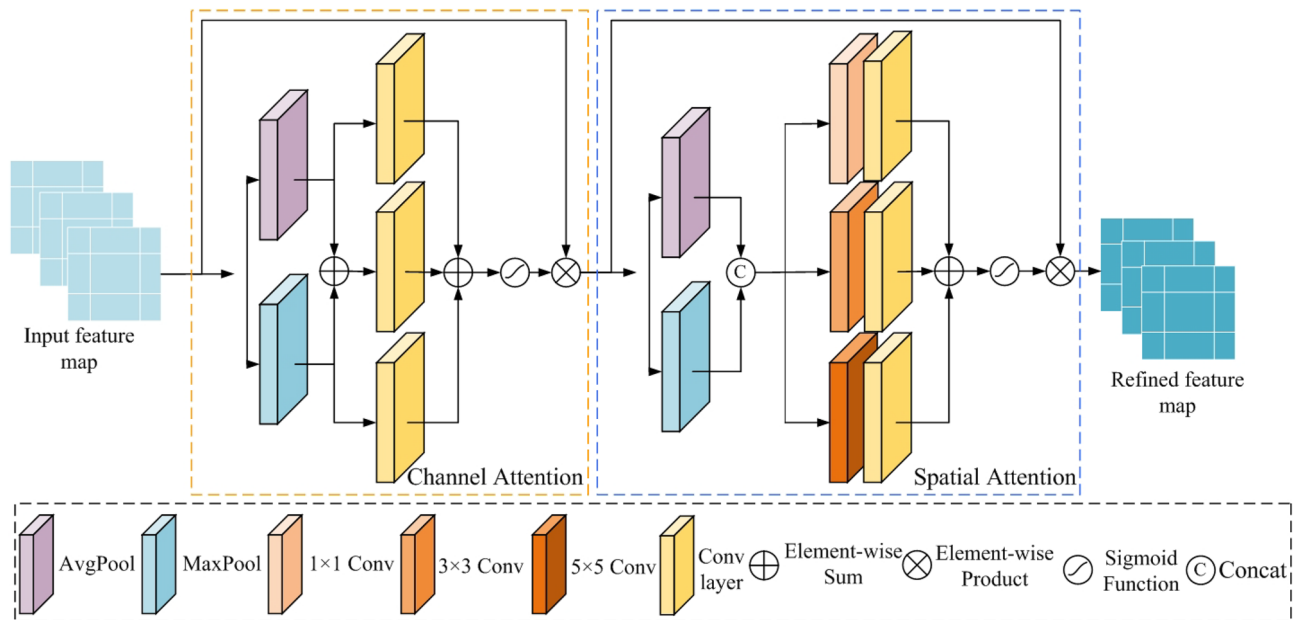 Input feature
map
Channel Attention
C
Spatial Attention
Refined feature
map
AvgPool
MaxPool
1×1 Conv
3×3 Conv
5×5 Conv
Conv
layer
Element-wise
Sum
Element-wise
Product
Sigmoid
Function
C
Concat